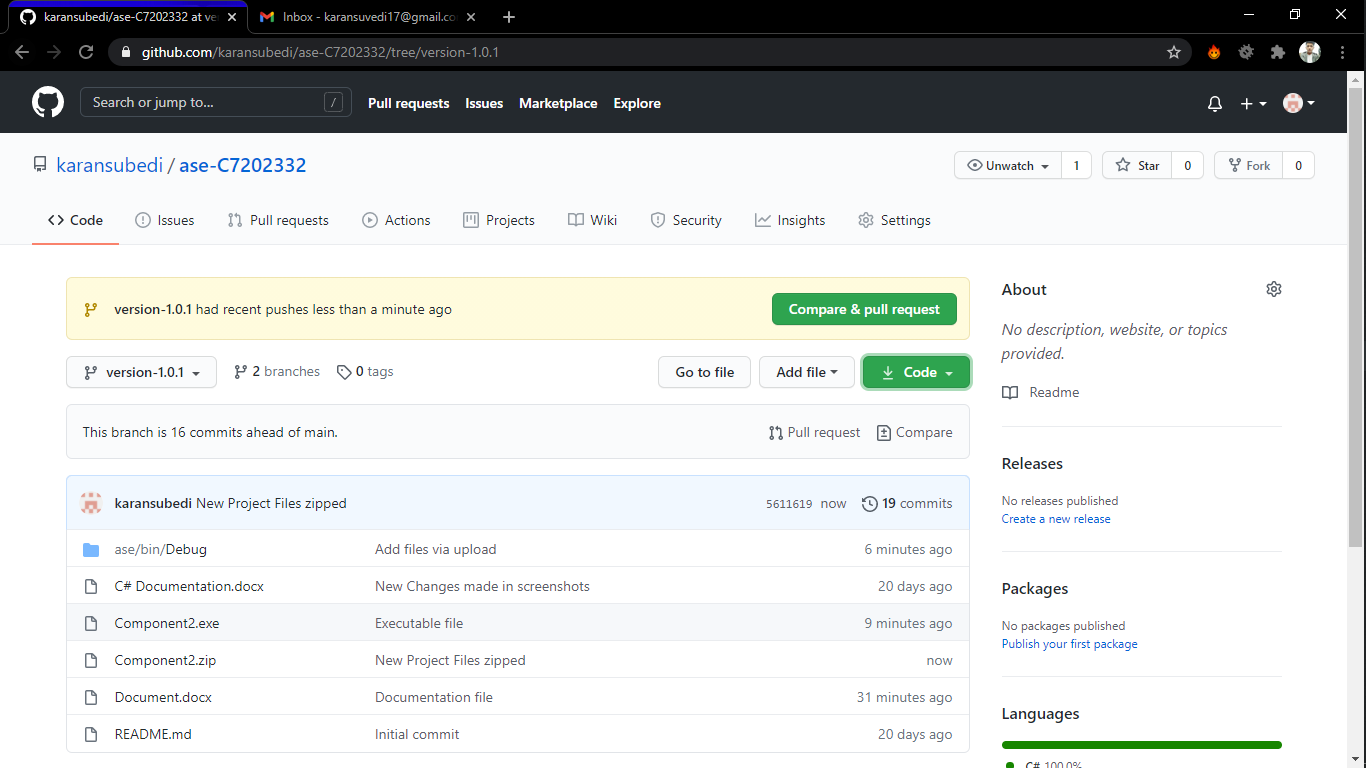 karansubedi/ase-C7202332 at ve
Inbox - karansuvedi17@gmail.co
github.com/karansubedi/ase-C7202332/tree/version-1.0.1
Search or jump to...
/
Pull requests
Issues
Marketplace
Explore
karansubedi / ase-C7202332
Unwatch
1
Star
0
Fork
0
Code
Issues
Pull requests
Actions
Projects
Wiki
Security
Insights
Settings
version-1.0.1 had recent pushes less than a minute ago
Compare & pull request
version-1.0.1
2 branches
0 tags
Go to file
Add file
Code
This branch is 16 commits ahead of main.
Pull request
Compare
karansubedi New Project Files zipped
5611619 now
19 commits
ase/bin/Debug
Add files via upload
6 minutes ago
C# Documentation.docx
New Changes made in screenshots
20 days ago
Component2.exe
Executable file
9 minutes ago
Component2.zip
New Project Files zipped
now
Document.docx
Documentation file
31 minutes ago
README.md
Initial commit
20 days ago
About
No description, website, or topics
provided.
Readme
Releases
No releases published
Create a new release
Packages
No packages published
Publish your first package
Languages
C# 100.0%